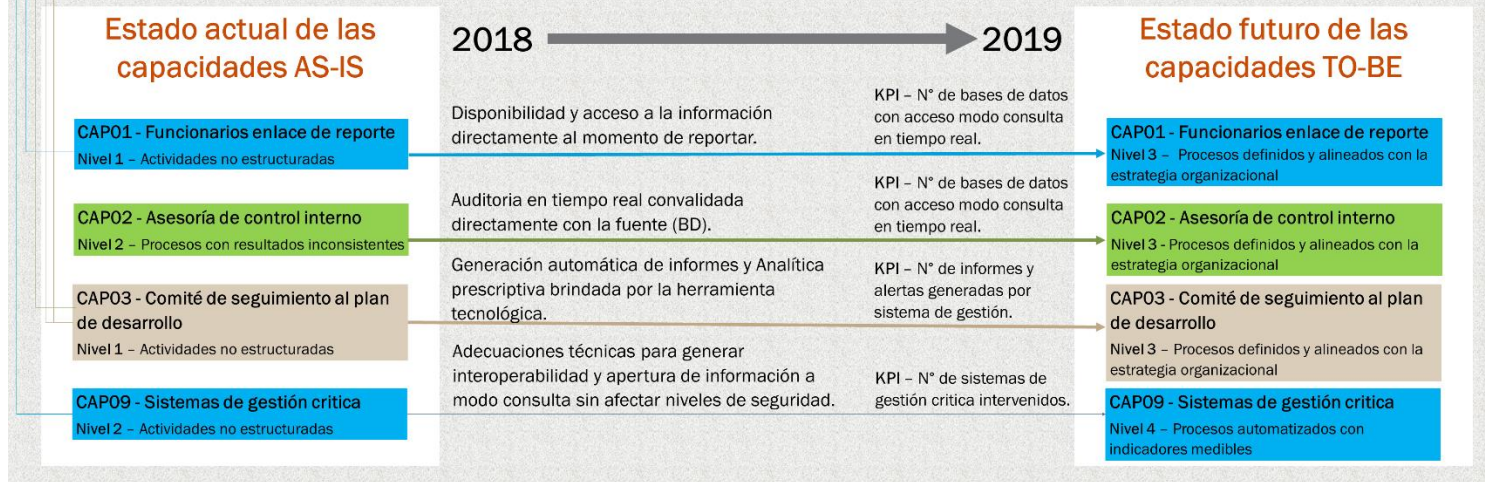 Estado actual de las
capacidades AS-IS
CAP01 - Funcionarios enlace de reporte
Nivel 1 – Actividades no estructuradas
CAP02 - Asesoría de control interno
Nivel 2 – Procesos con resultados inconsistentes
CAP03 - Comité de seguimiento al plan
de desarrollo
Nivel 1 – Actividades no estructuradas
CAP09 - Sistemas de gestión critica
Nivel 2 – Actividades no estructuradas
2018
2019
Disponibilidad y acceso a la información
directamente al momento de reportar.
KPI – N° de bases de datos
con acceso modo consulta
en tiempo real.
Auditoria en tiempo real convalidada
directamente con la fuente (BD).
KPI – N° de bases de datos
con acceso modo consulta
en tiempo real.
Generación automática de informes y Analítica
prescriptiva brindada por la herramienta
tecnológica.
KPI – N° de informes y
alertas generadas por
sistema de gestión.
Adecuaciones técnicas para generar
interoperabilidad y apertura de información a
modo consulta sin afectar niveles de seguridad.
KPI – N° de sistemas de
gestión critica intervenidos.
Estado futuro de las
capacidades TO-BE
CAP01 - Funcionarios enlace de reporte
Nivel 3 – Procesos definidos y alineados con la
estrategia organizacional
CAP02 - Asesoría de control interno
Nivel 3 - Procesos definidos y alineados con la
estrategia organizacional
CAP03 - Comité de seguimiento al plan
de desarrollo
Nivel 3 – Procesos definidos y alineados con la
estrategia organizacional
CAP09 - Sistemas de gestión critica
Nivel 4 – Procesos automatizados con
indicadores medibles